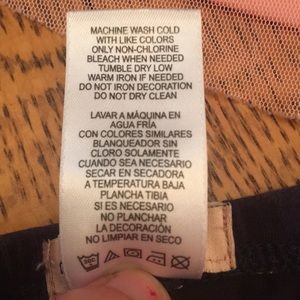 MACHINE WASH COLD
WITH LIKE COLORS
ONLY NON-CHLORINE
BLEACH WHEN NEEDED
TUMBLE DRY LOW
WARM IRON IF NEEDED
DO NOT IRON DECORATION
DO NOT DRY CLEAN
LAVAR A MÁQUINA EN
AGUA FRÍA
CON COLORES SIMILARES
BLANQUEADOR SIN
CLORO SOLAMENTE
CUANDO SEA NECESARIO
SECAR EN SECADORA
A TEMPERATURA BAJA
PLANCHA TIBIA
SI ES NECESARIO
NO PLANCHAR
LA DECORACIÓN
NO LIMPIAR EN SECO